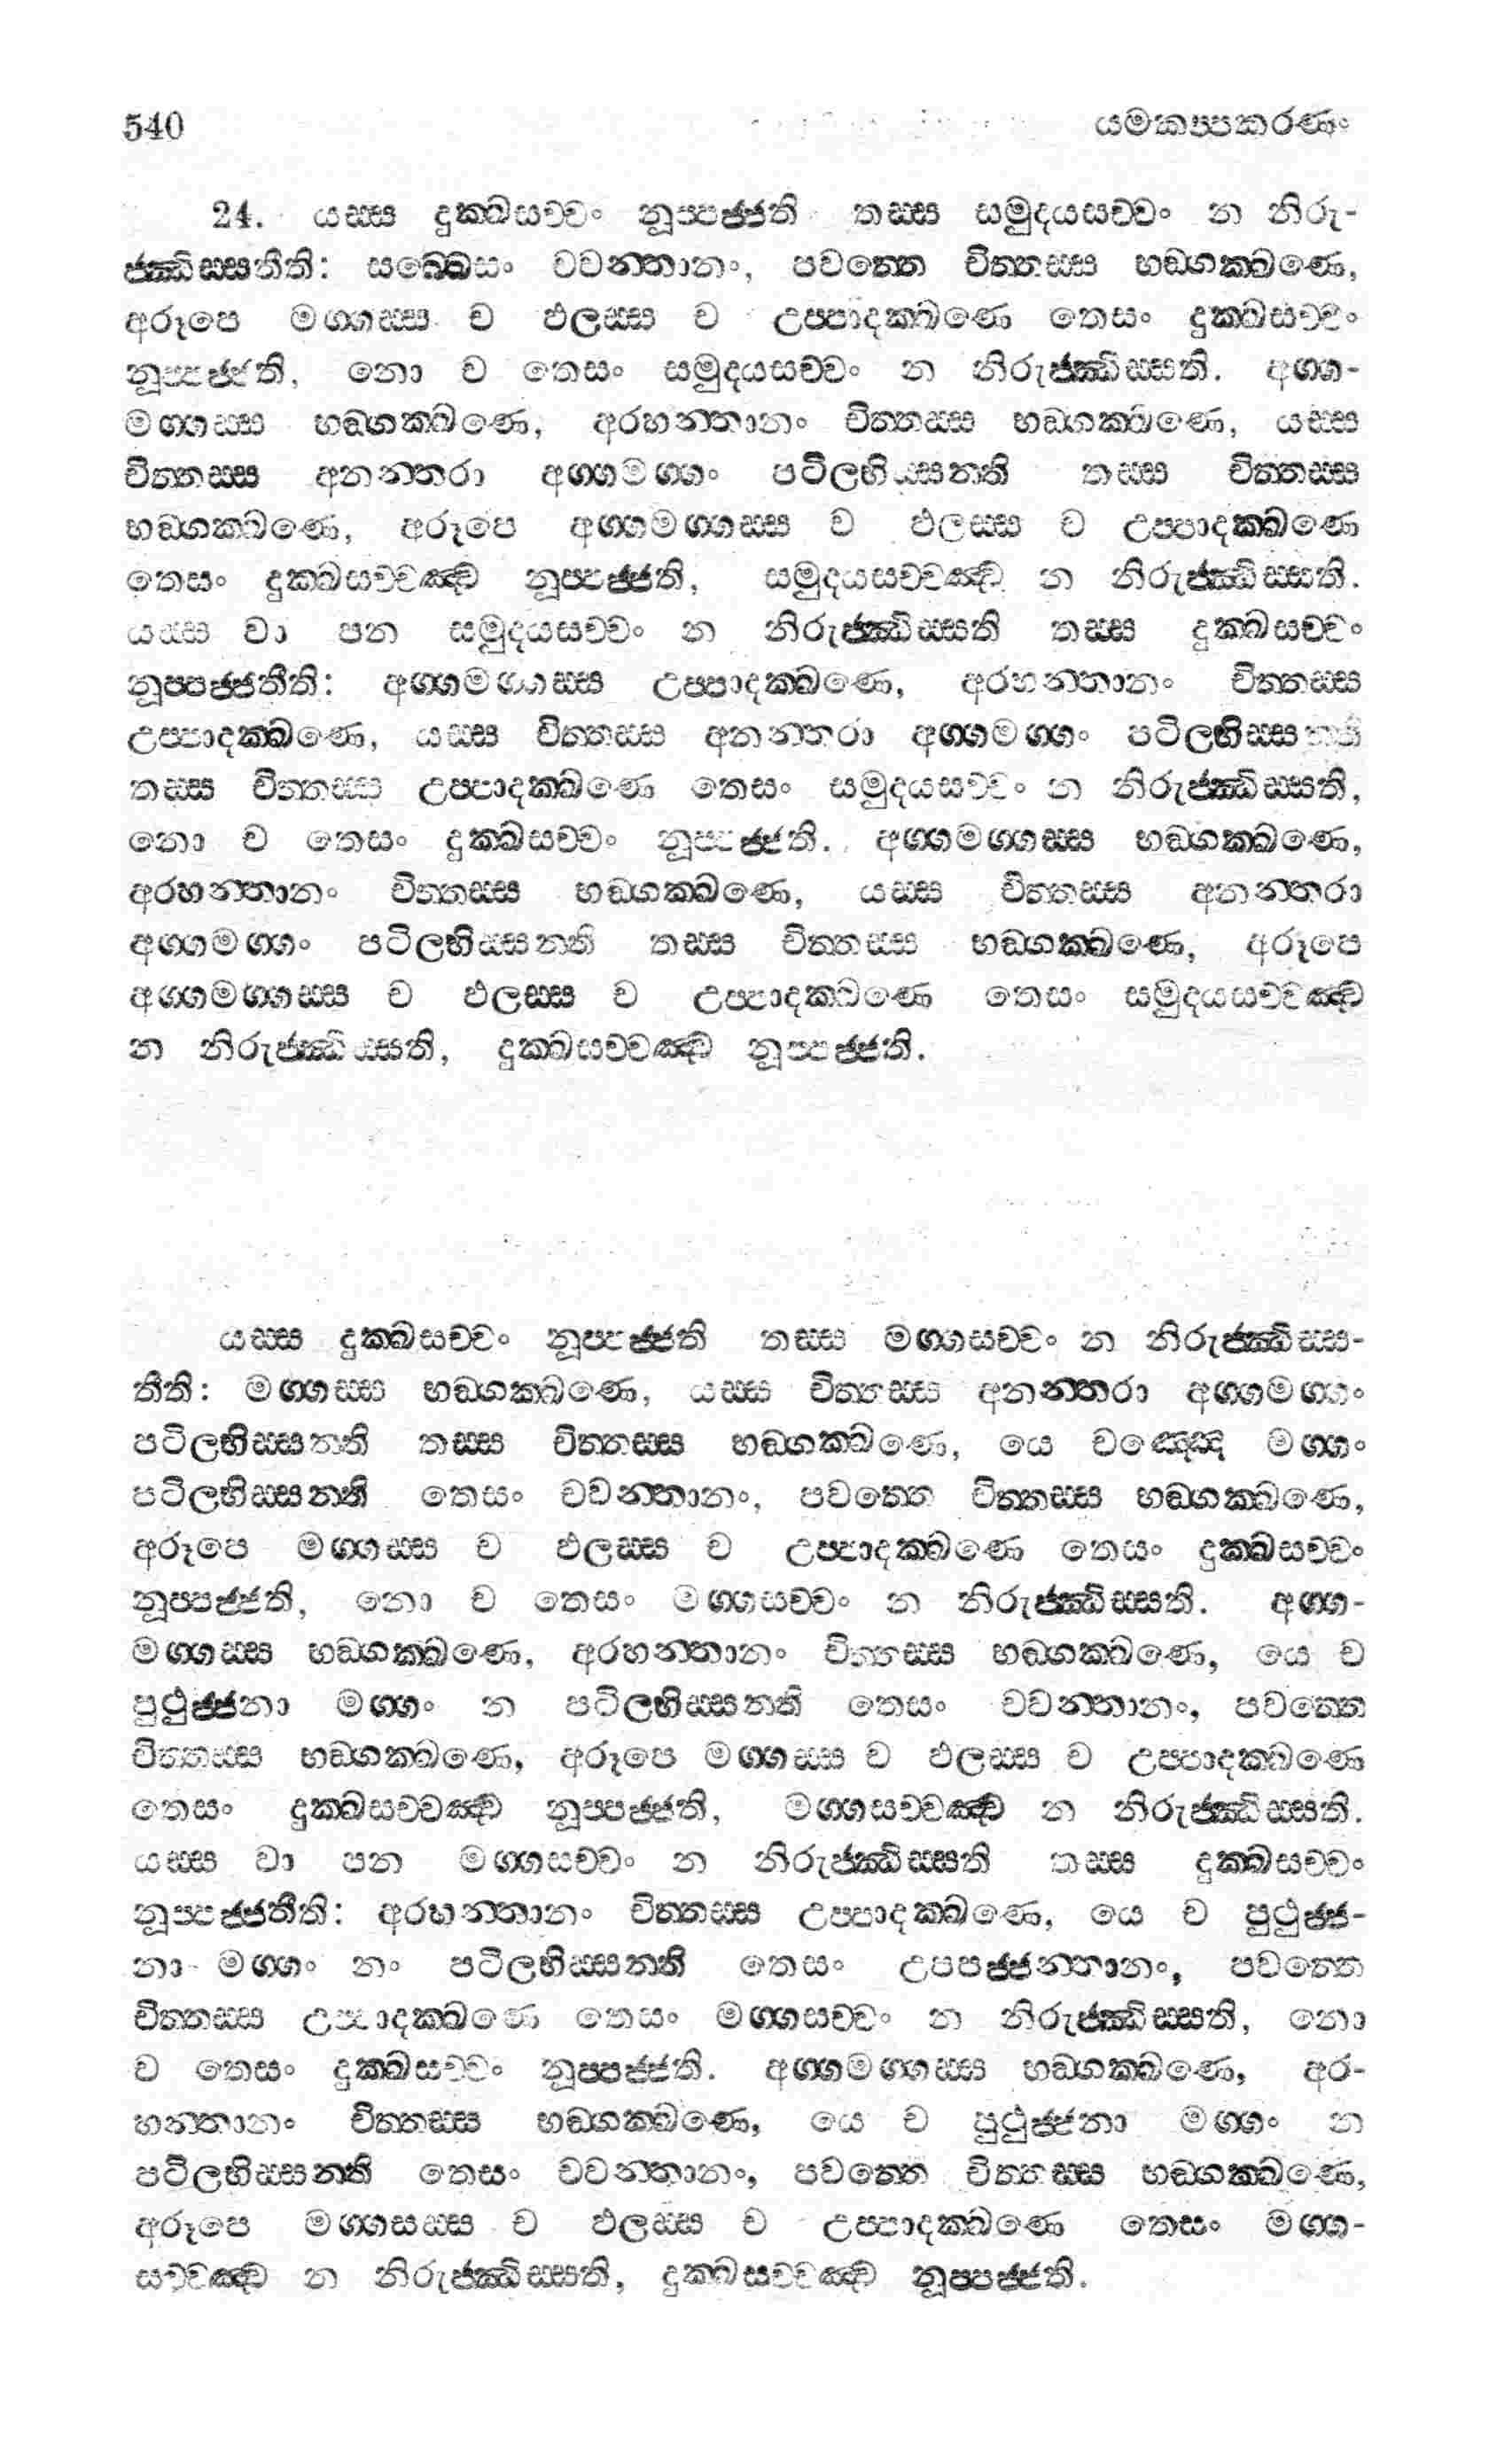 540 යමකප්පකරණං
24. යස්ස දුක්ඛසච්චං නූප්පජ්ජති තස්ස සමුදයසච්චං න නිරු-
ජ්ඣිස්සතීති: සබ්බෙසං චවන්තානං, පවත්තෙ චිත්තස්ස භඞ්ගක්ඛණෙ,
අරූපෙ මග්ගස්ස ච ඵලස්ස ච උප්පාදක්ඛණෙ තෙසං දුක්ඛසච්චං
නූප්පජ්ජති, නො ච තෙසං සමුදයසච්චං න නිරුජ්ඣිස්සති. අග්ග-
මග්ගස්ස භඞ්ගක්ඛණෙ, අරහන්තානං චිත්තස්ස භඞ්ගක්ඛණෙ, යස්ස
චිත්තස්ස අනන්තරා අග්ගමග්ගං පටිලභිස්සන්ති තස්ස චිත්තස්ස
භඞ්ගක්ඛණෙ, අරූපෙ අග්ගමග්ගස්ස ච ඵලස්ස ච උප්පාදක්ඛණෙ
තෙසං දුක්ඛසච්චඤ්ච නූප්පජ්ජති, සමුදයසච්චඤ්ච න නිරුජ්ඣිස්සති.
යස්ස වා පන සමුදයසච්චං න නිරුජ්ඣිස්සති තස්ස දුක්ඛසච්චං
නූප්පජ්ජතීති: අග්ගමග්ගස්ස උප්පාදක්ඛණෙ, අරහන්තානං චිත්තස්ස
උප්පාදක්ඛණෙ, යස්ස චිත්තස්ස අනන්තරා අග්ගමග්ගං පටිලභිස්සන්ති
තස්ස චිත්තස්ස උප්පාදක්ඛණෙ තෙසං සමුදයසච්චං න නිරුජ්ඣිස්සති,
නො ච තෙසං දුක්ඛසච්චං නූප්පජ්ජති. අග්ගමග්ගස්ස භඞ්ගක්ඛණෙ,
අරහන්තානං චිත්තස්ස භඞ්ගක්ඛණෙ, යස්ස චිත්තස්ස අනන්තරා
අග්ගමග්ගං පටිලභිස්සන්ති තස්ස චිත්තස්ස භඞ්ගක්ඛණෙ, අරූපෙ
අග්ගමග්ගස්ස ච ඵලස්ස ච උප්පාදක්ඛණෙ තෙසං සමුදයසච්චඤ්ච
න නිරුජ්ඣිස්සති, දුක්ඛසච්චඤ්ච නූප්පජ්ජති.
යස්ස දුක්ඛසච්චං නූප්පජ්ජති තස්ස මග්ගසච්චං න නිරුජ්ඣිස්ස-
තීති: මග්ගස්ස භඞ්ගක්ඛණෙ, යස්ස චිත්තස්ස අනන්තරා අග්ගමග්ගං
පටිලභිස්සන්ති තස්ස චිත්තස්ස භඞ්ගක්ඛණෙ, යෙ චඤ්ඤෙ මග්ගං
පටිලභිස්සන්ති තෙසං චවන්තානං, පවත්තෙ චිත්තස්ස භඞ්ගක්ඛණෙ,
අරූපෙ මග්ගස්ස ච ඵලස්ස ච උප්පාදක්ඛණෙ තෙසං දුක්ඛසච්චං
නූප්පජ්ජති, නො ච තෙසං මග්ගසච්චං න නිරුජ්ඣිස්සති. අග්ග-
මග්ගස්ස භඞ්ගක්ඛණෙ, අරහන්තානං චිත්තස්ස භඞ්ගක්ඛණෙ, යෙ ච
පුථුජ්ජනා මග්ගං න පටිලභිස්සන්ති තෙසං චවන්තානං, පවත්තෙ
චිත්තස්ස භඞ්ගක්ඛණෙ, අරූපෙ මග්ගස්ස ච ඵලස්ස ච උප්පාදක්ඛණෙ
තෙසං දුක්ඛසච්චඤ්ච නූප්පජ්ජති, මග්ගසච්චඤ්ච න නිරුජ්ඣිස්සති.
යස්ස වා පන මග්ගසච්චං න නිරුජ්ඣිස්සති තස්ස දුක්ඛසච්චං
නූප්පජ්ජතීති: අරහන්තානං චිත්තස්ස උප්පාදක්ඛණෙ, යෙ ච පුථුජ්ජ-
නා මග්ගං නං පටිලභිස්සන්ති තෙසං උපපජ්ජන්තානං, පවත්තෙ
චිත්තස්ස උප්පාදක්ඛණෙ තෙසං මග්ගසච්චං න නිරුජ්ඣිස්සති, නො
ච තෙසං දුක්ඛසච්චං නූප්පජ්ජති. අග්ගමග්ගස්ස භඞ්ගක්ඛණෙ, අර-
හන්තානං චිත්තස්ස භඞ්ගක්ඛණෙ, යෙ ච පුථුජ්ජනා මග්ගං න
පටිලභිස්සන්ති තෙසං චවන්තානං, පවත්තෙ චිත්තස්ස භඞ්ගක්ඛණෙ,
අරූපෙ මග්ගසස්ස ච ඵලස්ස ච උප්පාදක්ඛණෙ තෙසං මග්ග-
සච්චඤ්ච න නිරුජ්ඣිස්සති, දුක්ඛසච්චඤ්ච නූප්පජ්ජති.